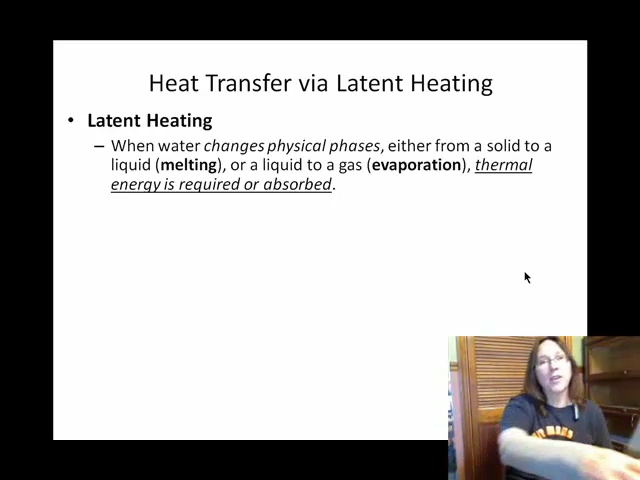 Heat Transfer via Latent Heating
• Latent Heating
– When water changes physical phases, either from a solid to a
liquid (melting), or a liquid to a gas (evaporation), thermal
energy is required or absorbed.